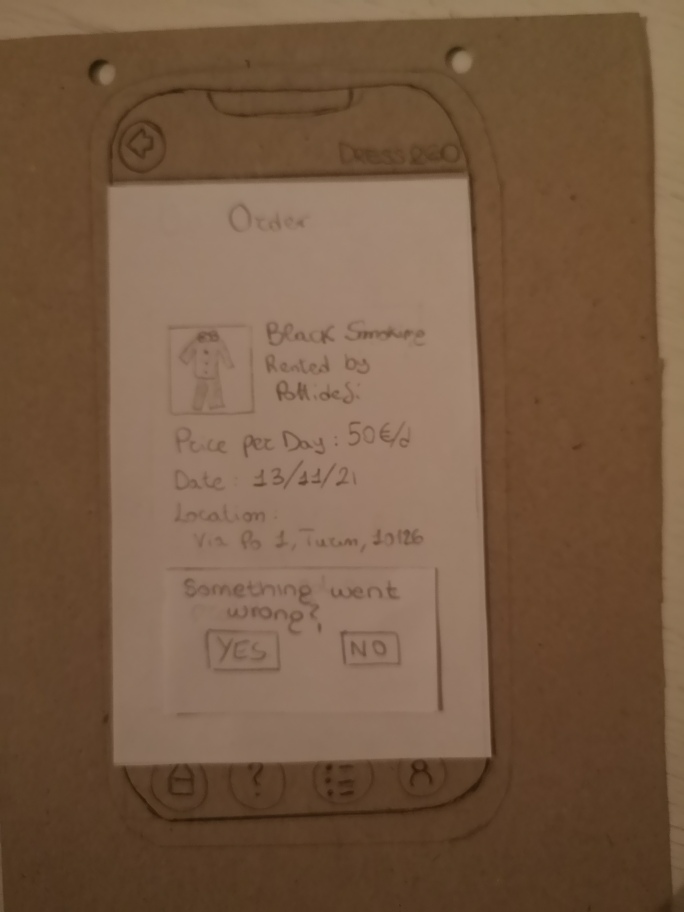 DRESS2GO
Order
Black Smoking
Rented by
Price per Day: 50€/d
Date: 13/11/21
Location:
Via Po 1, Turin, 10126
Something went
wrong?
YES
NO
?